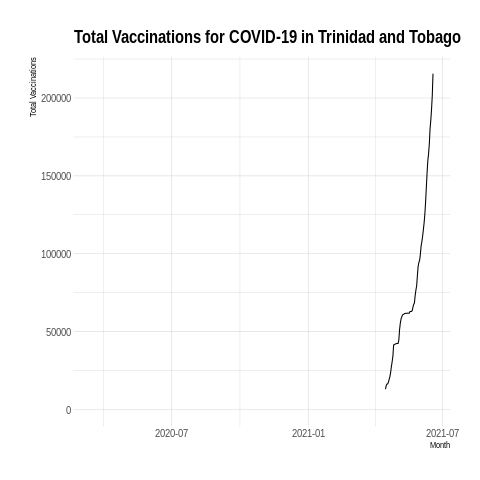 Total Vaccinations for COVID-19 in Trinidad and Tobago
Total Vaccinations
200000
150000
100000
50000
0
2020-07 2021-01 2021-07
Month